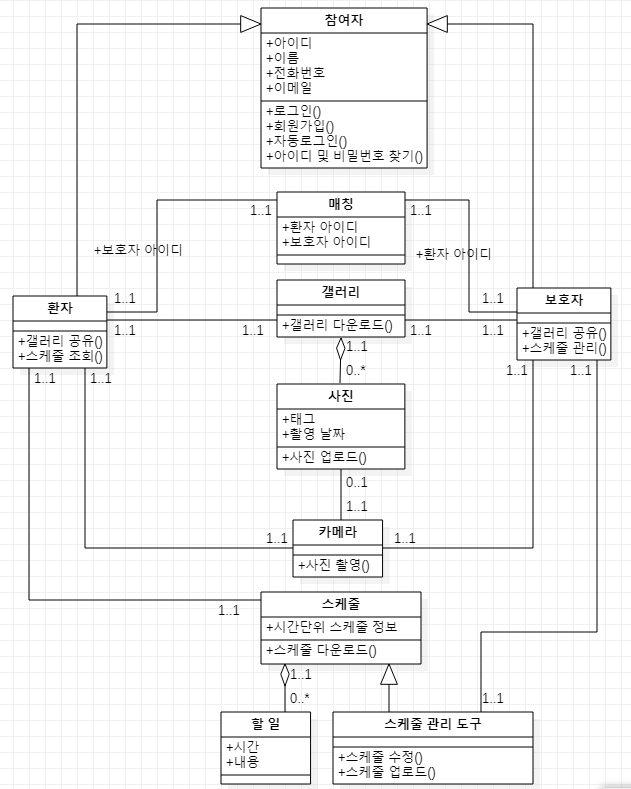 참여자
+아이디
+이름
+전화번호
+이메일
+로그인()
+회원가입()
+자동로그인()
+아이디 및 비밀번호 찾기()
매칭
1..1
1..1
+환자 아이디
+보호자 아이디
+보호자 아이디
+환자 아이디
갤러리
환자
1..1
1..1
보호자
+갤러리 다운로드()
1..1
1..1
1..1
1..1
+갤러리 공유()
+스케줄 조회()
+갤러리 공유()
+스케줄 관리()
1..1
0..*
1..1
1..1
1..1
1..1
사진
+태그
+촬영 날짜
+사진 업로드()
0..1
1..1
카메라
1..1
1..1
+사진 촬영()
스케줄
1..1
+시간단위 스케줄 정보
+스케줄 다운로드()
1..1
0..*
1..1
할 일
+시간
+내용
스케줄 관리 도구
+스케줄 수정()
+스케줄 업로드()